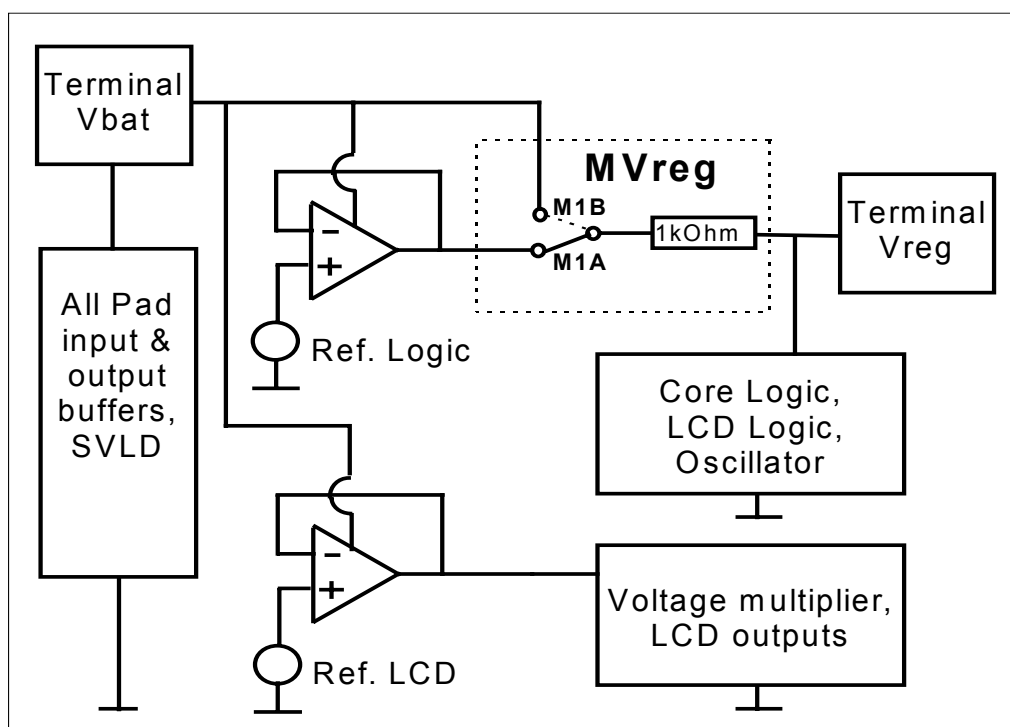 Terminal
Vbat
MVreg
M1B
M1A
1kOhm
Terminal
Vreg
-
+
Ref. Logic
All Pad
input &
output
buffers,
SVLD
Core Logic,
LCD Logic,
Oscillator
-
+
Ref. LCD
Voltage multiplier,
LCD outputs